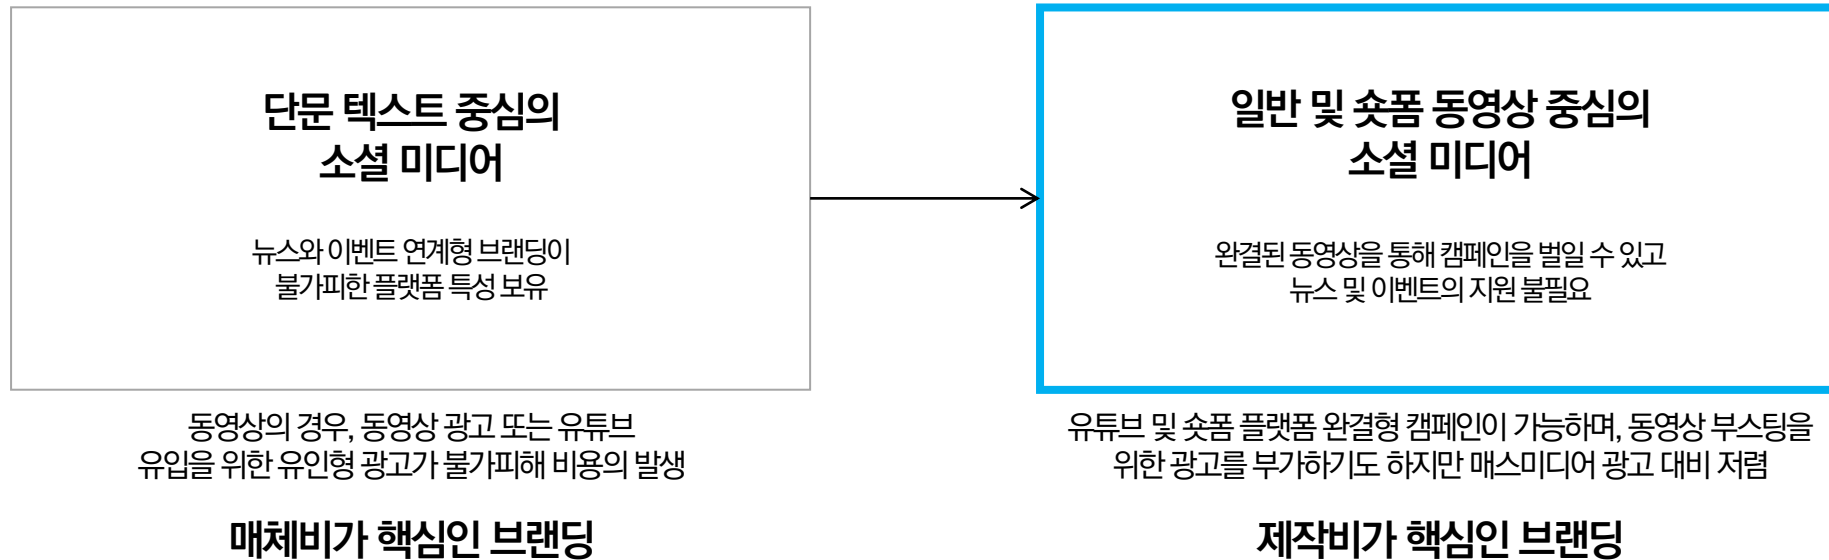 단문 텍스트 중심의
소셜 미디어
뉴스와 이벤트 연계형 브랜딩이
불가피한 플랫폼 특성 보유
동영상의 경우, 동영상 광고 또는 유튜브
유입을 위한 유인형 광고가 불가피해 비용의 발생
매체비가 핵심인 브랜딩
일반 및 숏폼 동영상 중심의
소셜 미디어
완결된 동영상을 통해 캠페인을 벌일 수 있고
뉴스 및 이벤트의 지원 불필요
유튜브 및 숏폼 플랫폼 완결형 캠페인이 가능하며, 동영상 부스팅을
위한 광고를 부가하기도 하지만 매스미디어 광고 대비 저렴
제작비가 핵심인 브랜딩